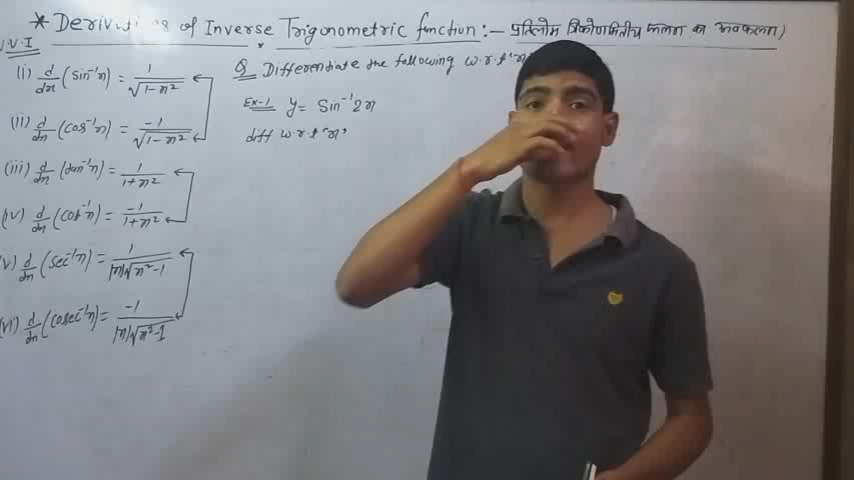 * Derivatives of Inverse Trigonometric function :- प्रतिलोम त्रिकोणमितीय फलन का अवकलन)
V.V.I
(i) d/dx (sin⁻¹x) = 1/√(1-x²)
(ii) d/dx (cos⁻¹x) = -1/√(1-x²)
(iii) d/dx (tan⁻¹x) = 1/(1+x²)
(iv) d/dx (cot⁻¹x) = -1/(1+x²)
(v) d/dx (sec⁻¹x) = 1/(|x|√(x²-1))
(vi) d/dx (cosec⁻¹x) = -1/(|x|√(x²-1))
Q Differentiate the following w.r.t 'x'
Ex-1 y = Sin⁻¹2x
diff w.r.t 'x'